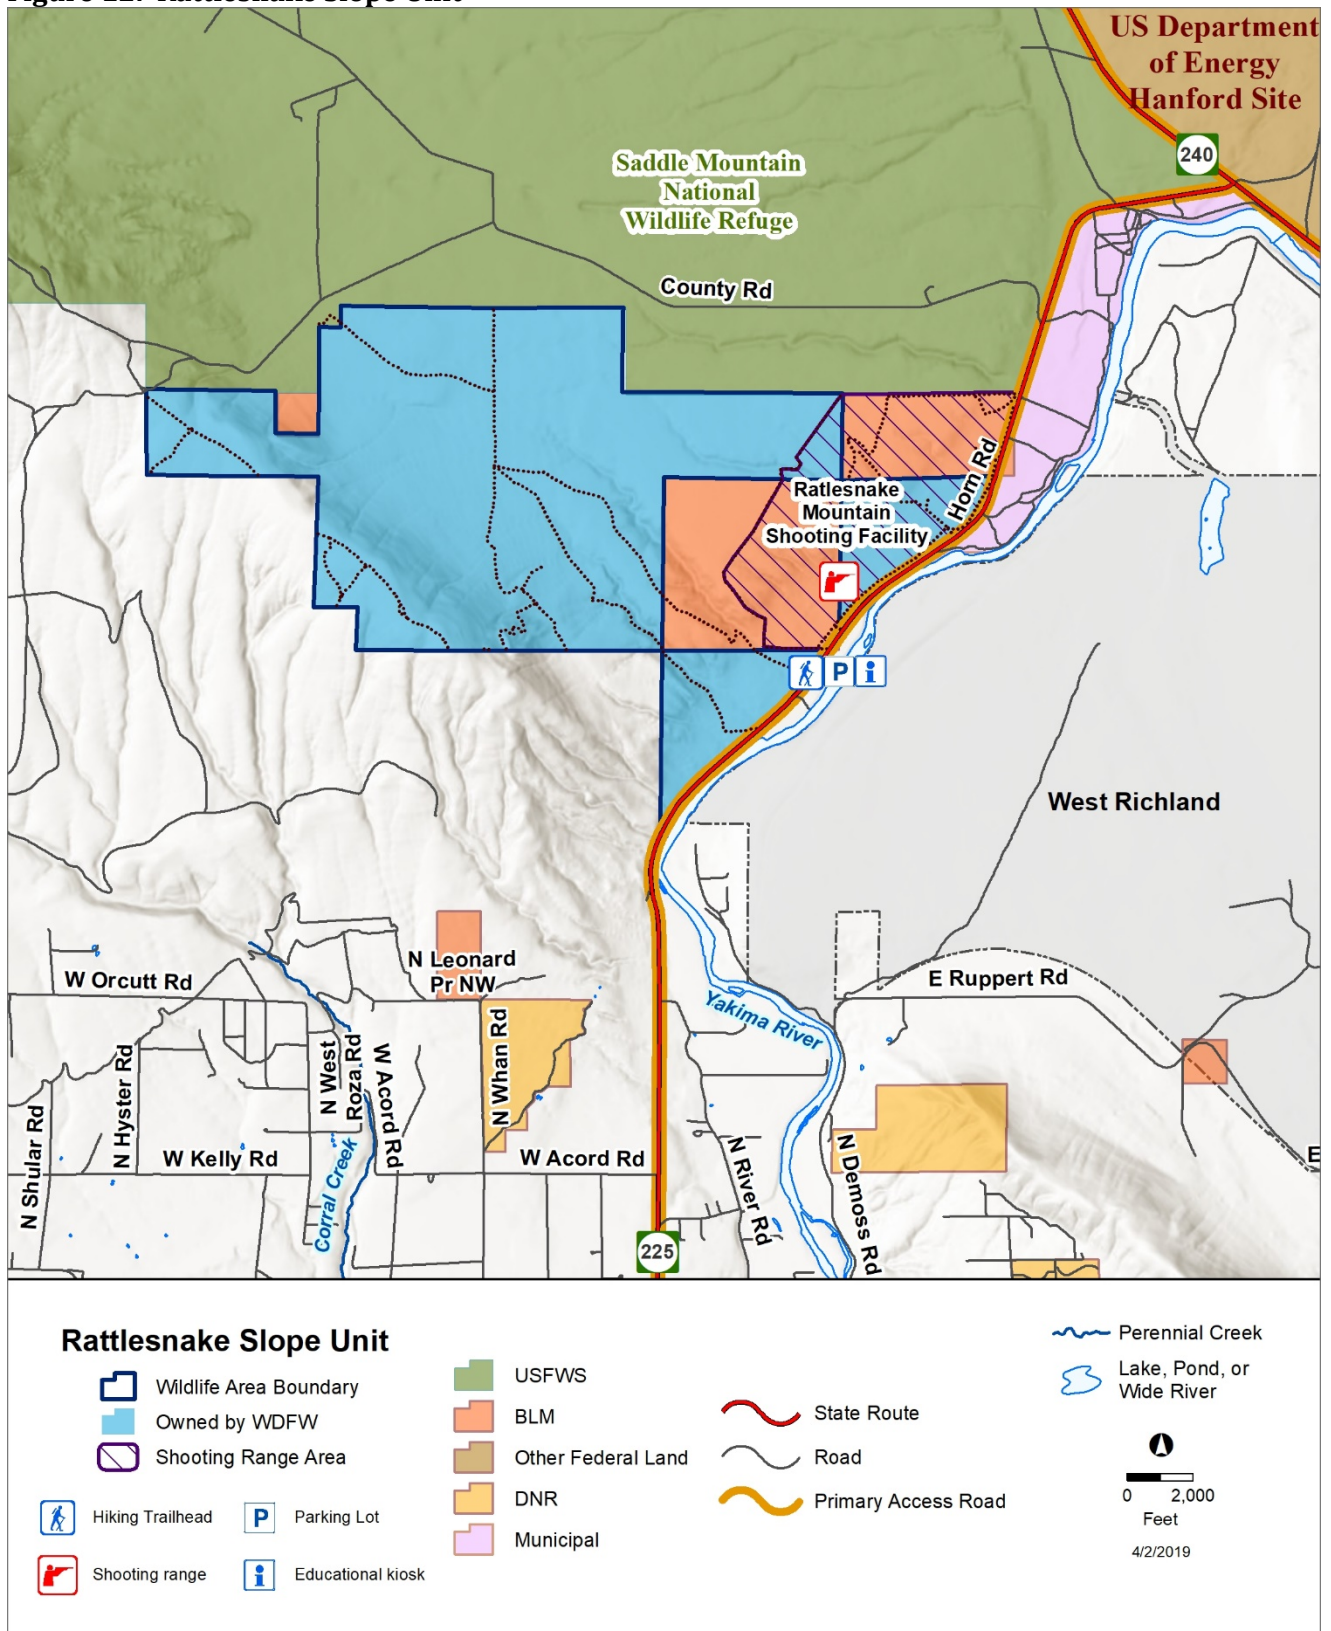 Figure 11. Rattlesnake Slope Unit
US Department
of Energy
Hanford Site
240
Saddle Mountain
National
Wildlife Refuge
County Rd
Horn Rd
Ratlesnake
Mountain
Shooting Facility
P
i
West Richland
N Leonard
Pr NW
W Orcutt Rd
E Ruppert Rd
Yakima River
N Whan Rd
N West
Roza Rd
W Acord Rd
N Hyster Rd
N Shular Rd
W Kelly Rd
W Acord Rd
E
Corral Creek
N River Rd
N Demoss Rd
225
Rattlesnake Slope Unit
Wildlife Area Boundary
Owned by WDFW
Shooting Range Area
Hiking Trailhead
P Parking Lot
Shooting range
i Educational kiosk
USFWS
BLM
Other Federal Land
DNR
Municipal
State Route
Road
Primary Access Road
Perennial Creek
Lake, Pond, or
Wide River
0 2,000
Feet
4/2/2019